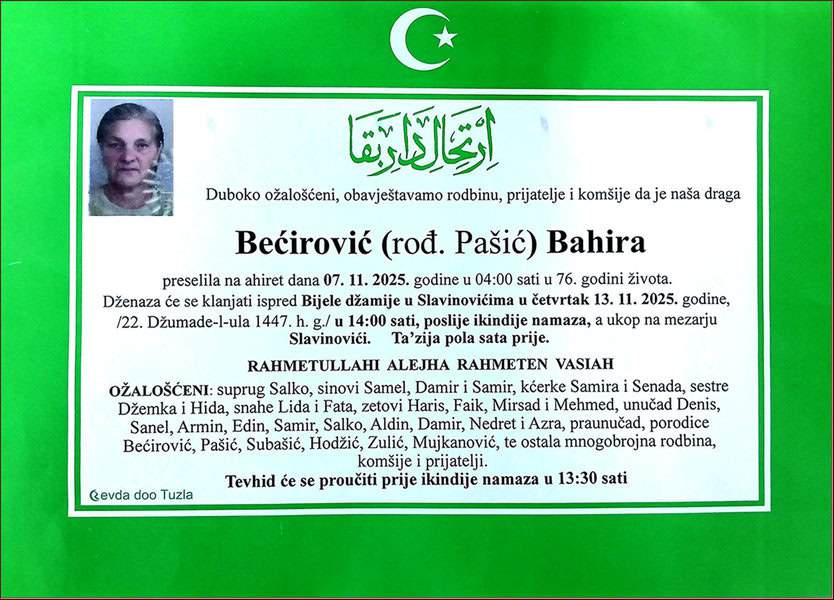 ارتحال دار بقا
Duboko ožalošćeni, obavještavamo rodbinu, prijatelje i komšije da je naša draga
Bećirović (rođ. Pašić) Bahira
preselila na ahiret dana 07. 11. 2025. godine u 04:00 sati u 76. godini života.
Dženaza će se klanjati ispred Bijele džamije u Slavinovićima u četvrtak 13. 11. 2025. godine,
/22. Džumade-l-ula 1447. h. g./ u 14:00 sati, poslije ikindije namaza, a ukop na mezarju
Slavinovići. Ta’zija pola sata prije.
RAHMETULLAHI ALEJHA RAHMETEN VASIAH
OŽALOŠĆENI: suprug Salko, sinovi Samel, Damir i Samir, kćerke Samira i Senada, sestre
Džemka i Hida, snahe Lida i Fata, zetovi Haris, Faik, Mirsad i Mehmed, unučad Denis,
Sanel, Armin, Edin, Samir, Salko, Aldin, Damir, Nedret i Azra, praunučad, porodice
Bećirović, Pašić, Subašić, Hodžić, Zulić, Mujkanović, te ostala mnogobrojna rodbina,
komšije i prijatelji.
Tevhid će se proučiti prije ikindije namaza u 13:30 sati
evda doo Tuzla